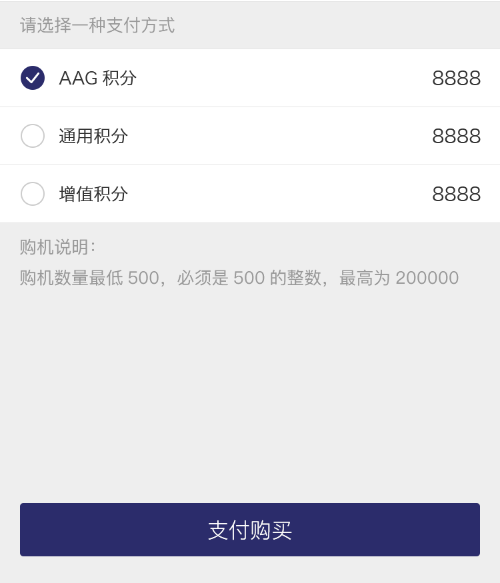 请选择一种支付方式
AAG 积分 8888
通用积分 8888
增值积分 8888
购机说明：
购机数量最低 500，必须是 500 的整数，最高为 200000
支付购买